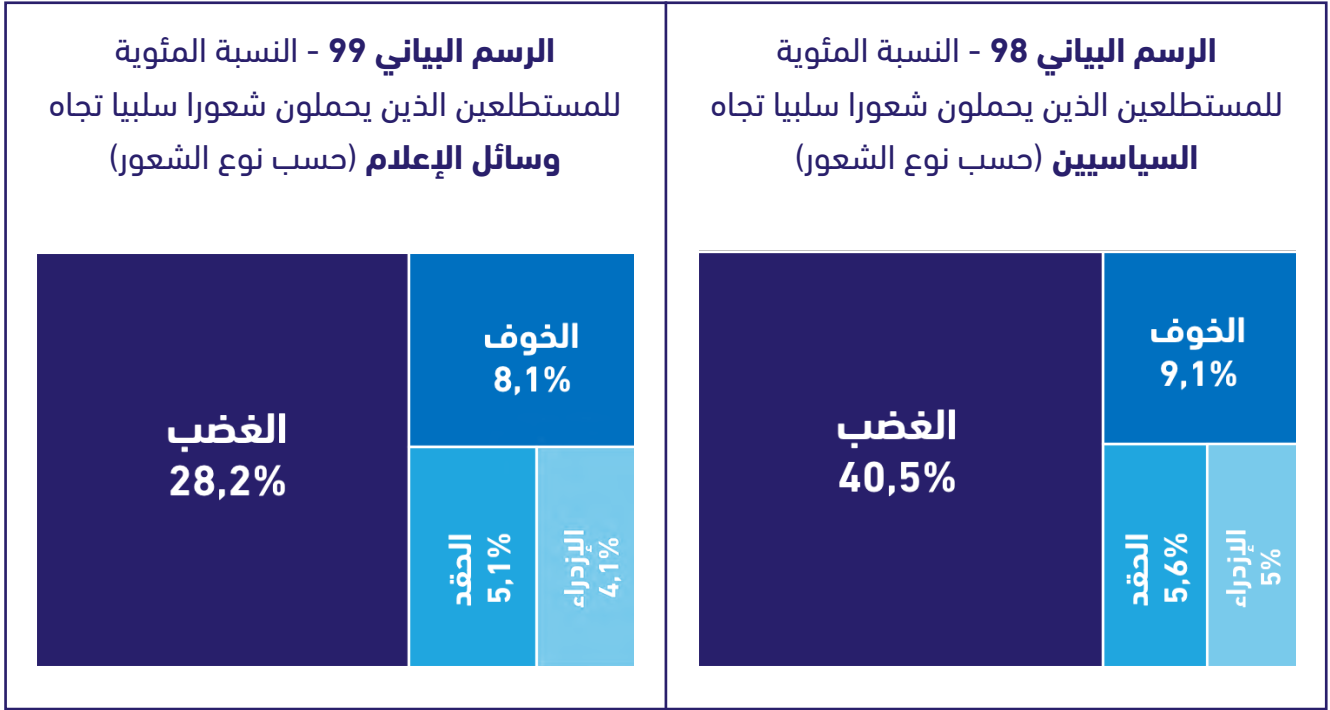 الرسم البياني 98 - النسبة المئوية
للمستطلعين الذين يحملون شعورا سلبيا تجاه
السياسيين (حسب نوع الشعور)
الغضب
40,5%
الخوف
9,1%
الحقد
5,6%
الإزدراء
5%
الرسم البياني 99 - النسبة المئوية
للمستطلعين الذين يحملون شعورا سلبيا تجاه
وسائل الإعلام (حسب نوع الشعور)
الغضب
28,2%
الخوف
8,1%
الحقد
5,1%
الإزدراء
4,1%